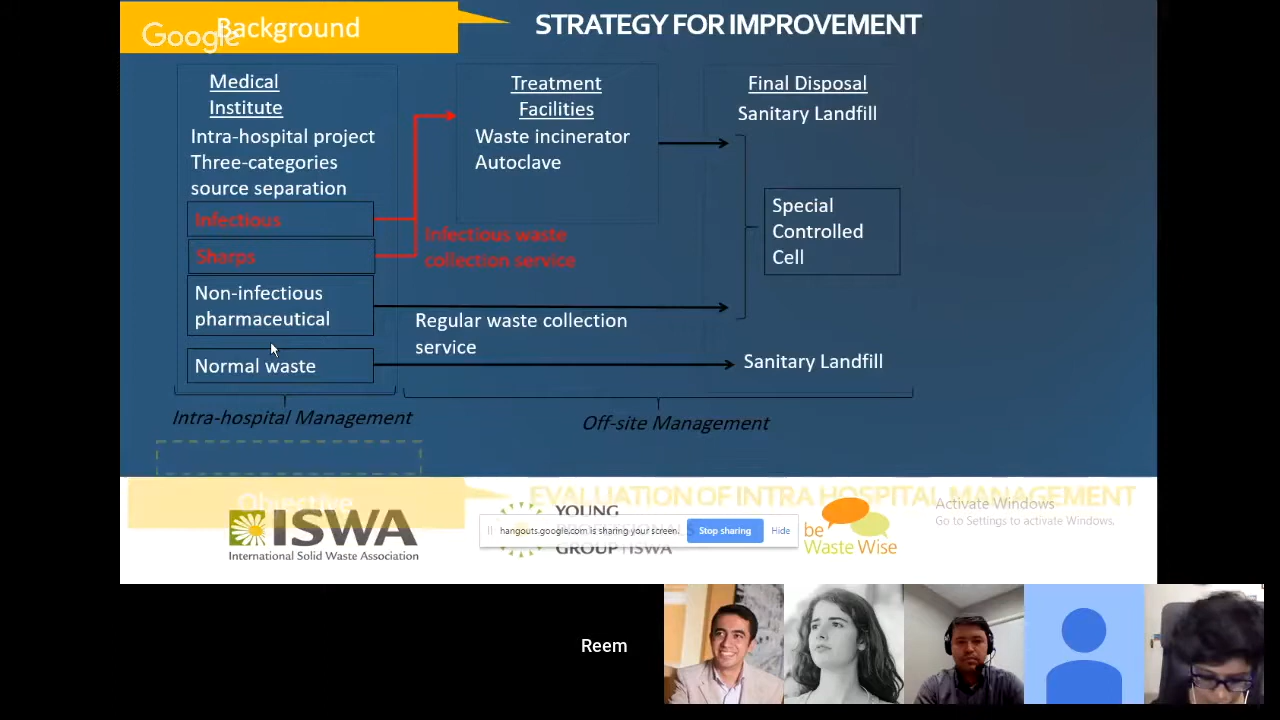 Google
Background
STRATEGY FOR IMPROVEMENT
Medical
Institute
Intra-hospital project
Three-categories
source separation
Infectious
Sharps
Non-infectious
pharmaceutical
Normal waste
Intra-hospital Management
Treatment
Facilities
Waste incinerator
Autoclave
Infectious waste
collection service
Regular waste collection
service
Final Disposal
Sanitary Landfill
Special
Controlled
Cell
Sanitary Landfill
Off-site Management
Objective
EVALUATION OF INTRA HOSPITAL MANAGEMENT
ISWA
International Solid Waste Association
YOUNG
GROUP | ISWA
hangouts.google.com is sharing your screen.
Stop sharing
Hide
be
Waste Wise
Activate Windows
Go to Settings to activate Windows.
Reem